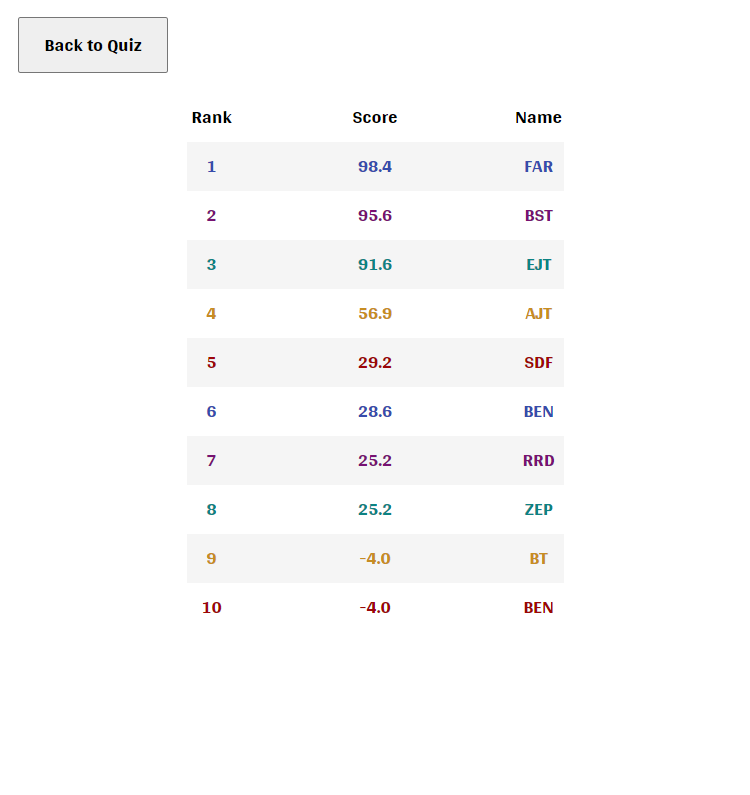 Back to Quiz
Rank Score Name
1 98.4 FAR
2 95.6 BST
3 91.6 EJT
4 56.9 AJT
5 29.2 SDF
6 28.6 BEN
7 25.2 RRD
8 25.2 ZEP
9 -4.0 BT
10 -4.0 BEN